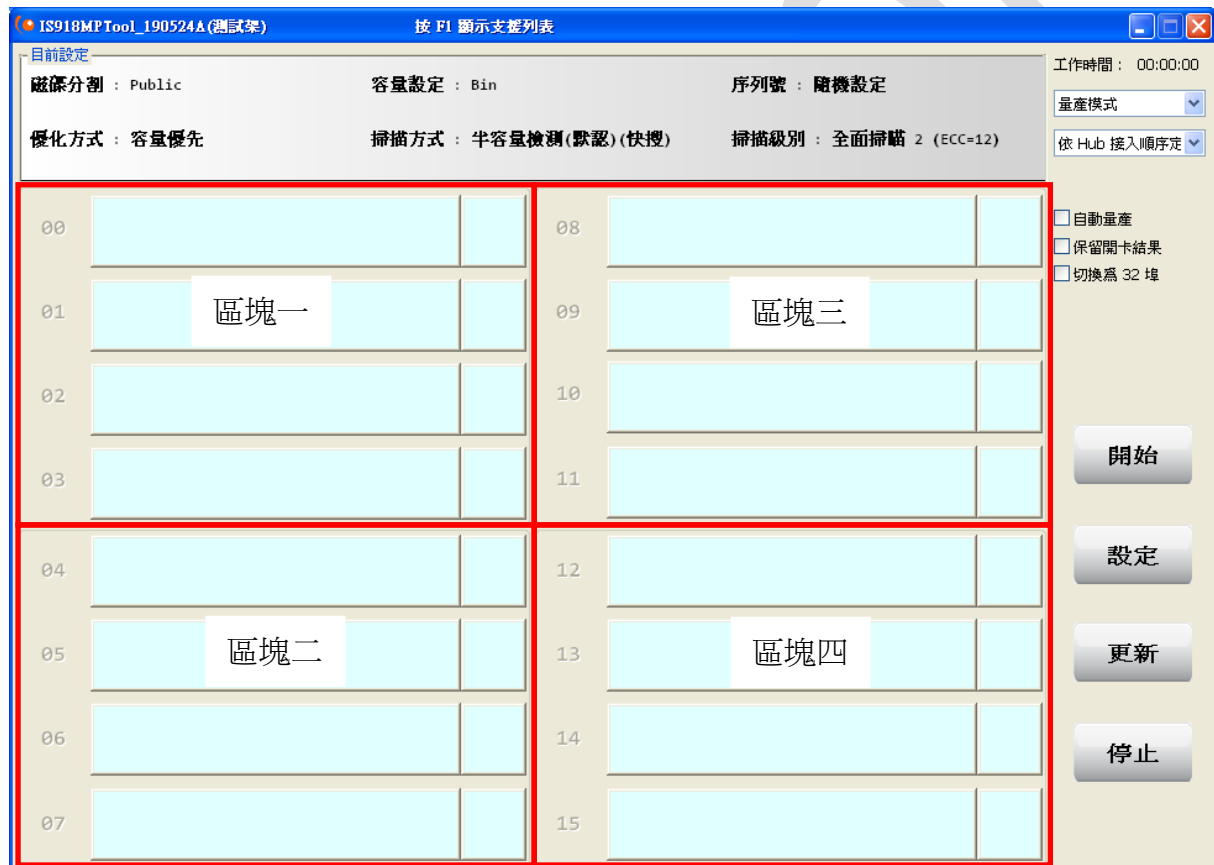 IS918MPTool_190524A(測試架) 按 F1 顯示支援列表
目前設定
磁碟分割 : Public 容量設定 : Bin 序列號 : 隨機設定
優化方式 : 容量優先 掃描方式 : 半容量檢測(默認)(快搜) 掃描級別 : 全面掃瞄 2 (ECC=12)
工作時間： 00:00:00
量產模式
依 Hub 接入順序定
自動量產
保留開卡結果
切換爲 32 埠
00
01 區塊一
02
03
08
09 區塊三
10
11
04
05 區塊二
06
07
12
13 區塊四
14
15
開始
設定
更新
停止